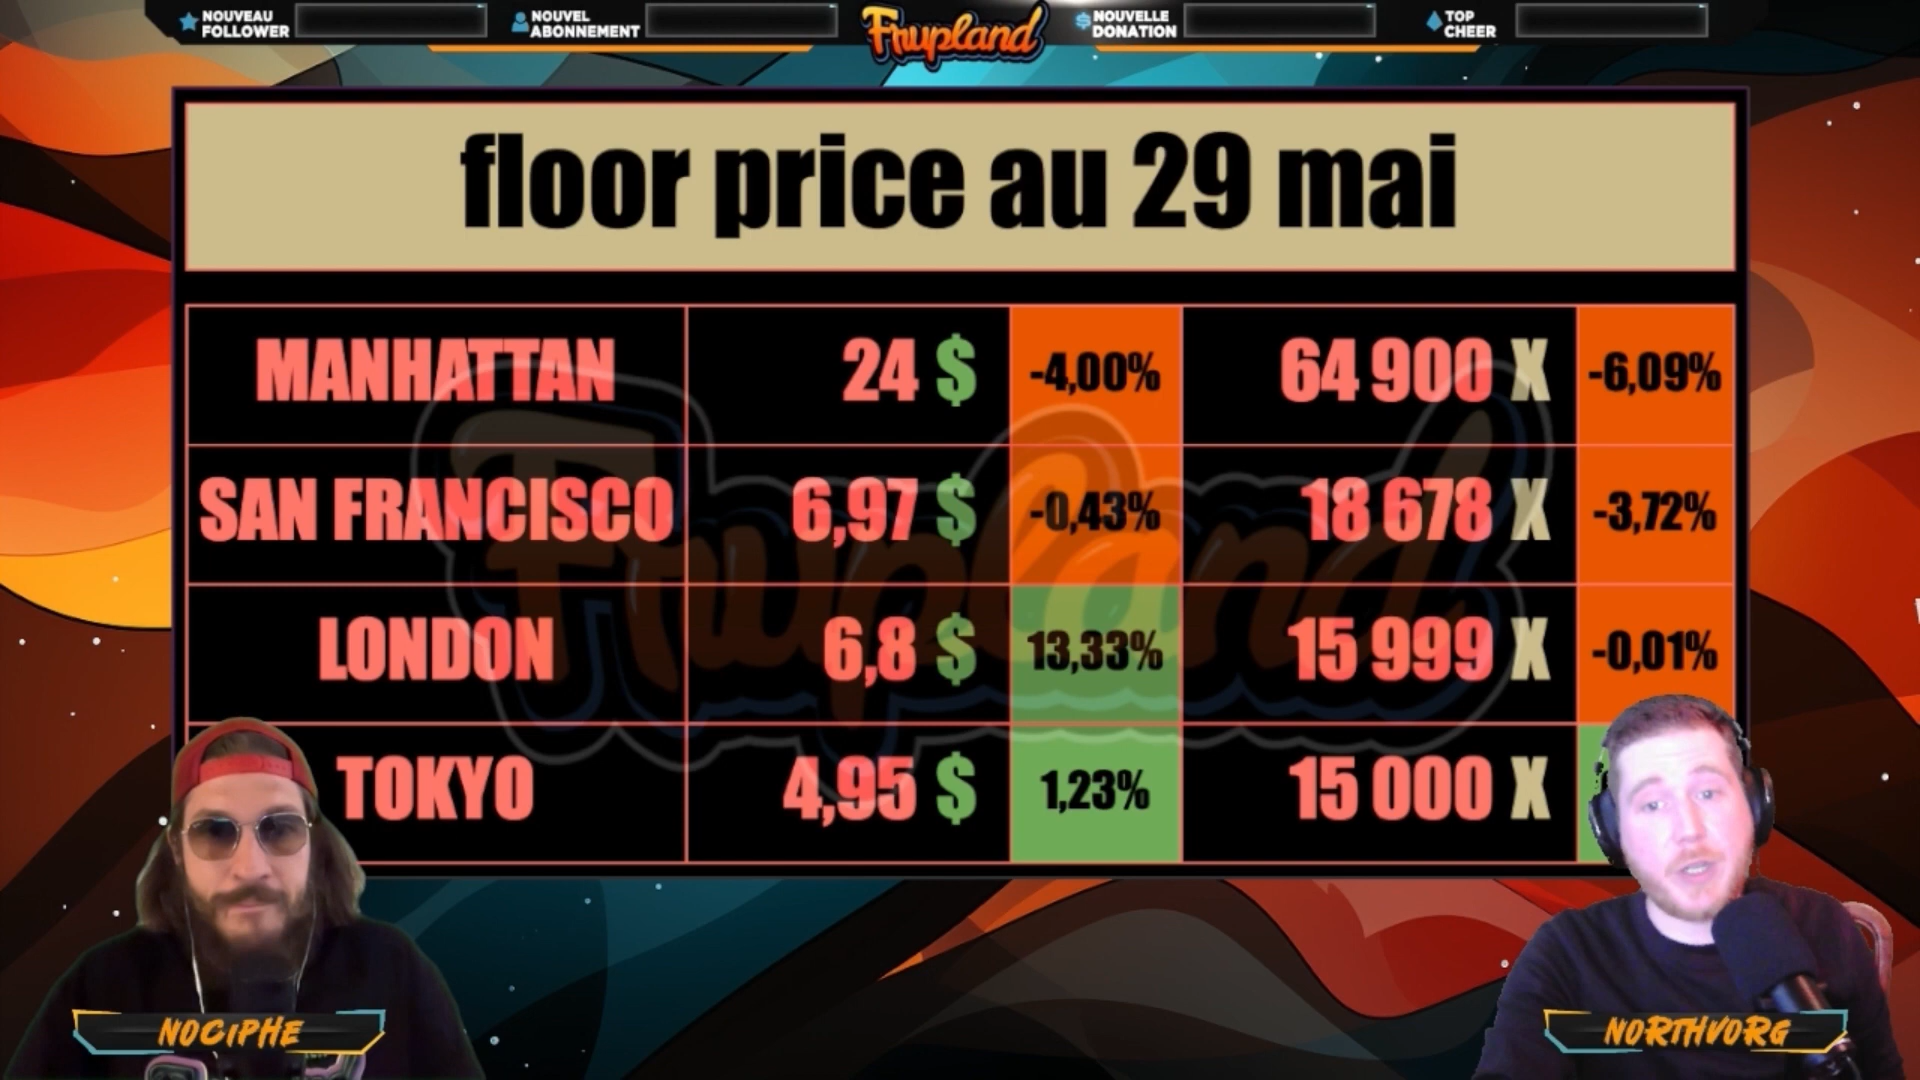 NOUVEAU FOLLOWER
NOUVEL ABONNEMENT
Frupland
NOUVELLE DONATION
TOP CHEER
floor price au 29 mai
MANHATTAN 24 $ -4,00% 64 900 X -6,09%
SAN FRANCISCO 6,97 $ -0,43% 18 678 X -3,72%
LONDON 6,8 $ 13,33% 15 999 X -0,01%
TOKYO 4,95 $ 1,23% 15 000 X
Frupland
NOCIPHE
NORTHVORG